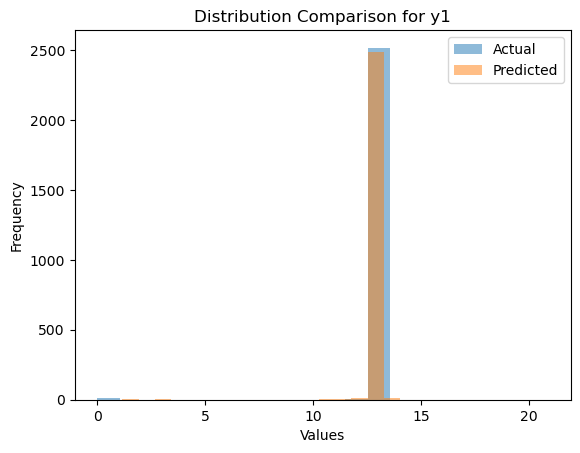 Distribution Comparison for y1
Actual
Predicted
2500
2000
1500
1000
500
0
Frequency
0
5
10
15
20
Values